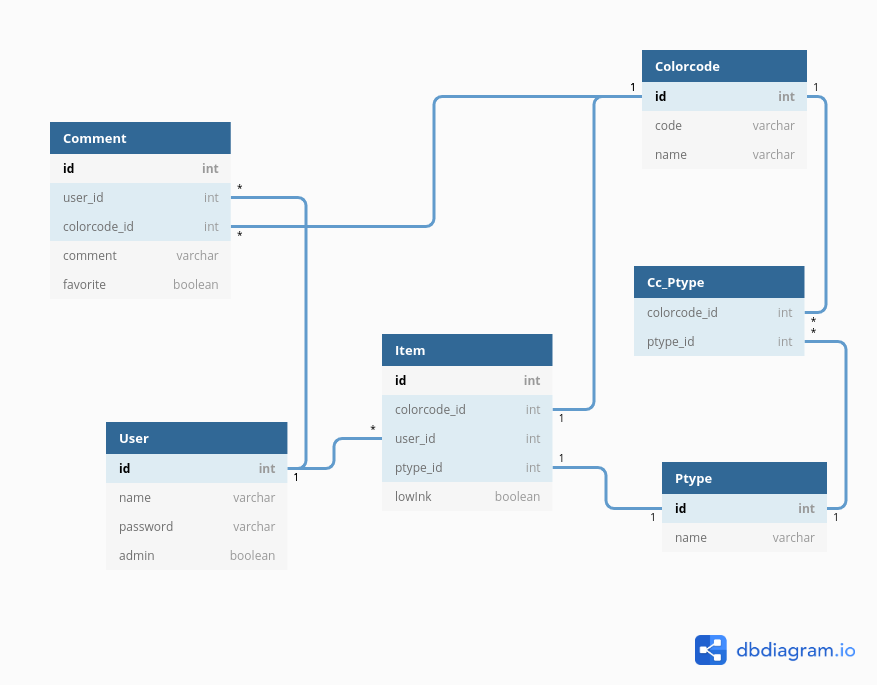 Colorcode
id int
code varchar
name varchar
Comment
id int
user_id int
colorcode_id int
comment varchar
favorite boolean
Cc_Ptype
colorcode_id int
ptype_id int
Item
id int
colorcode_id int
user_id int
ptype_id int
lowInk boolean
User
id int
name varchar
password varchar
admin boolean
Ptype
id int
name varchar
1
1
*
*
*
*
1
1
*
1
1
1
dbdiagram.io